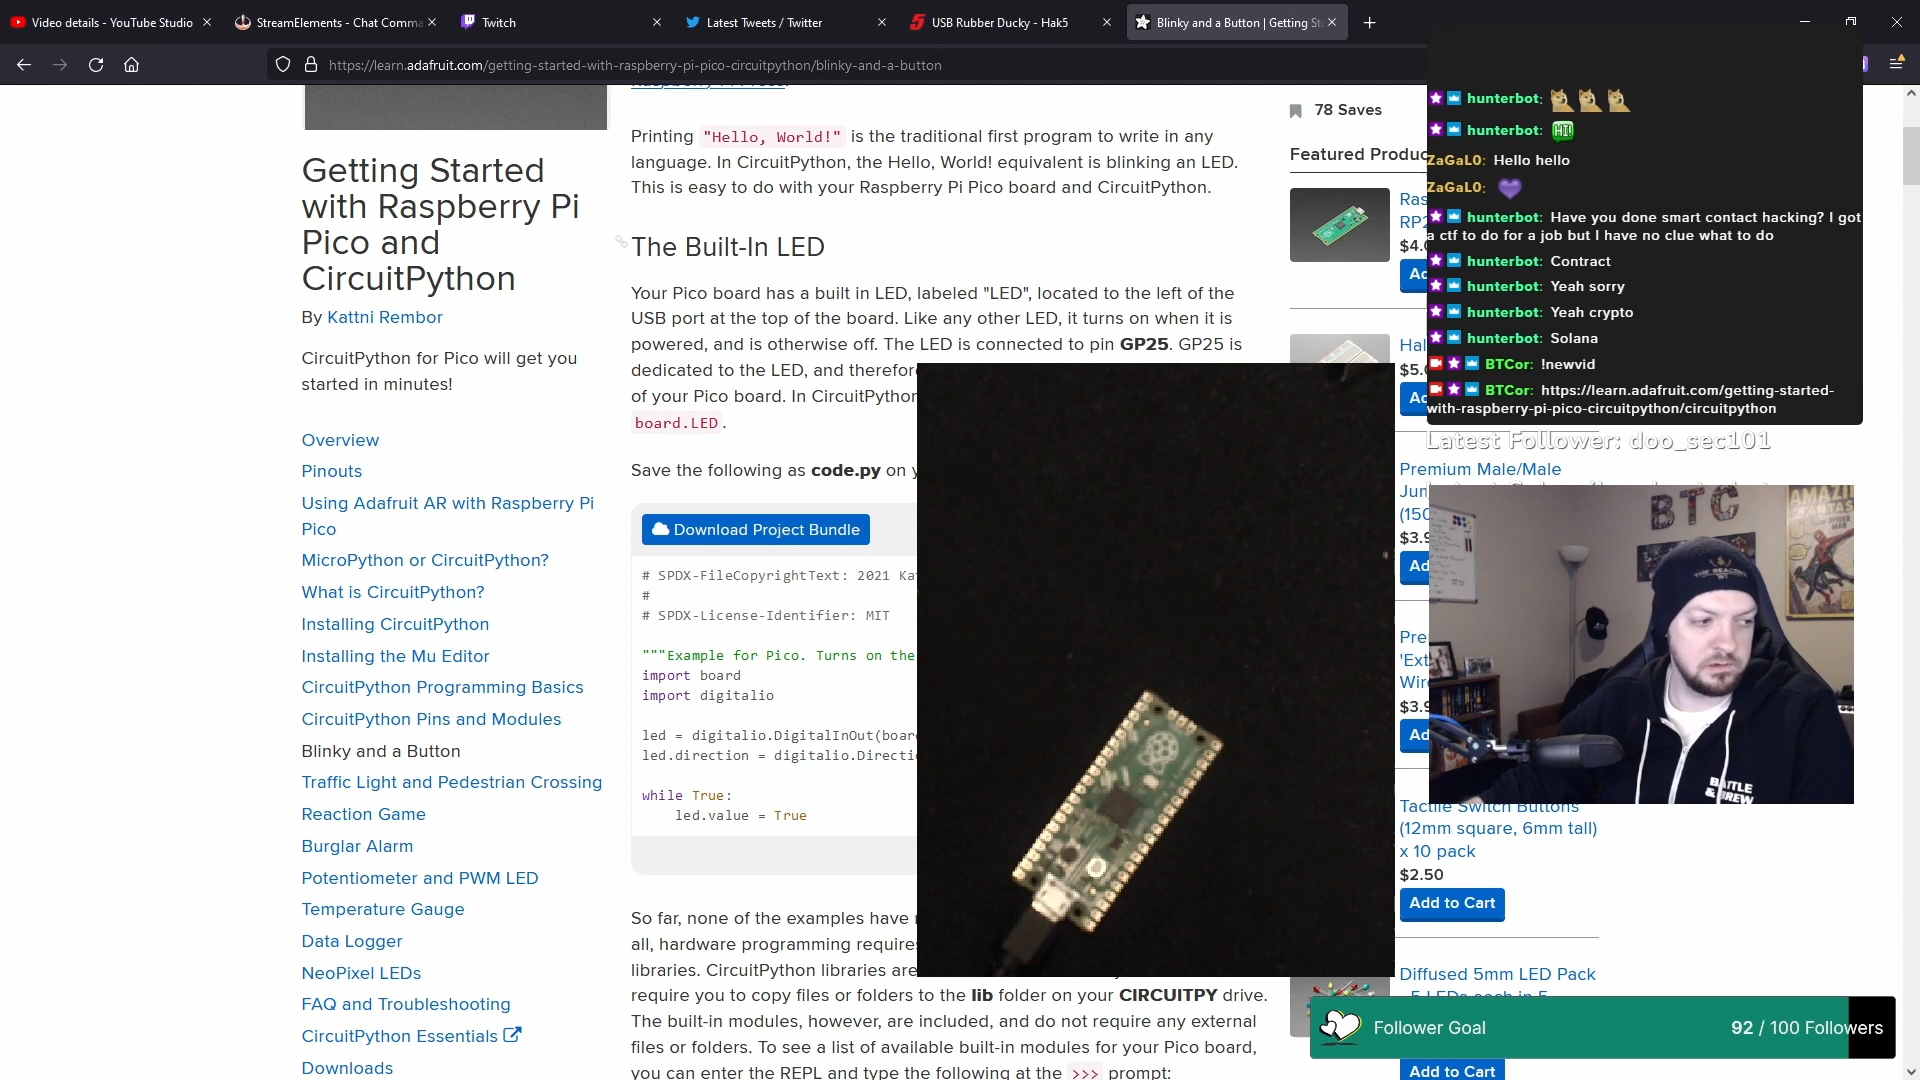 Video details - YouTube Studio
StreamElements - Chat Comma
Twitch
Latest Tweets / Twitter
USB Rubber Ducky - Hak5
Blinky and a Button | Getting St
https://learn.adafruit.com/getting-started-with-raspberry-pi-pico-circuitpython/blinky-and-a-button
Getting Started
with Raspberry Pi
Pico and
CircuitPython
By Kattni Rembor
CircuitPython for Pico will get you
started in minutes!
Overview
Pinouts
Using Adafruit AR with Raspberry Pi
Pico
MicroPython or CircuitPython?
What is CircuitPython?
Installing CircuitPython
Installing the Mu Editor
CircuitPython Programming Basics
CircuitPython Pins and Modules
Blinky and a Button
Traffic Light and Pedestrian Crossing
Reaction Game
Burglar Alarm
Potentiometer and PWM LED
Temperature Gauge
Data Logger
NeoPixel LEDs
FAQ and Troubleshooting
CircuitPython Essentials
Downloads
Printing "Hello, World!" is the traditional first program to write in any
language. In CircuitPython, the Hello, World! equivalent is blinking an LED.
This is easy to do with your Raspberry Pi Pico board and CircuitPython.
The Built-In LED
Your Pico board has a built in LED, labeled "LED", located to the left of the
USB port at the top of the board. Like any other LED, it turns on when it is
powered, and is otherwise off. The LED is connected to pin GP25. GP25 is
dedicated to the LED, and therefor
of your Pico board. In CircuitPython
board.LED.
Save the following as code.py on y
Download Project Bundle
# SPDX-FileCopyrightText: 2021 Ka
#
# SPDX-License-Identifier: MIT
"""Example for Pico. Turns on the
import board
import digitalio
led = digitalio.DigitalInOut(boar
led.direction = digitalio.Directi
while True:
led.value = True
So far, none of the examples have
all, hardware programming requires
libraries. CircuitPython libraries are
require you to copy files or folders to the lib folder on your CIRCUITPY drive.
The built-in modules, however, are included, and do not require any external
files or folders. To see a list of available built-in modules for your Pico board,
you can enter the REPL and type the following at the >>> prompt:
78 Saves
Featured Produc
Ras
RP2
$4.
Ad
Hal
$5.
Ad
Premium Male/Male
Jun
(150
$3.9
Ad
Pre
'Ext
Wir
$3.9
Ad
Tactile Switch Buttons
(12mm square, 6mm tall)
x 10 pack
$2.50
Add to Cart
Diffused 5mm LED Pack
Add to Cart
hunterbot:
hunterbot: HI!
ZaGaL0: Hello hello
ZaGaL0:
hunterbot: Have you done smart contact hacking? I got
a ctf to do for a job but I have no clue what to do
hunterbot: Contract
hunterbot: Yeah sorry
hunterbot: Yeah crypto
hunterbot: Solana
BTCor: !newvid
BTCor: https://learn.adafruit.com/getting-started-
with-raspberry-pi-pico-circuitpython/circuitpython
Latest Follower: doo_sec101
BTC
AMAZI
BATTLE
& BREW
Follower Goal
92 / 100 Followers